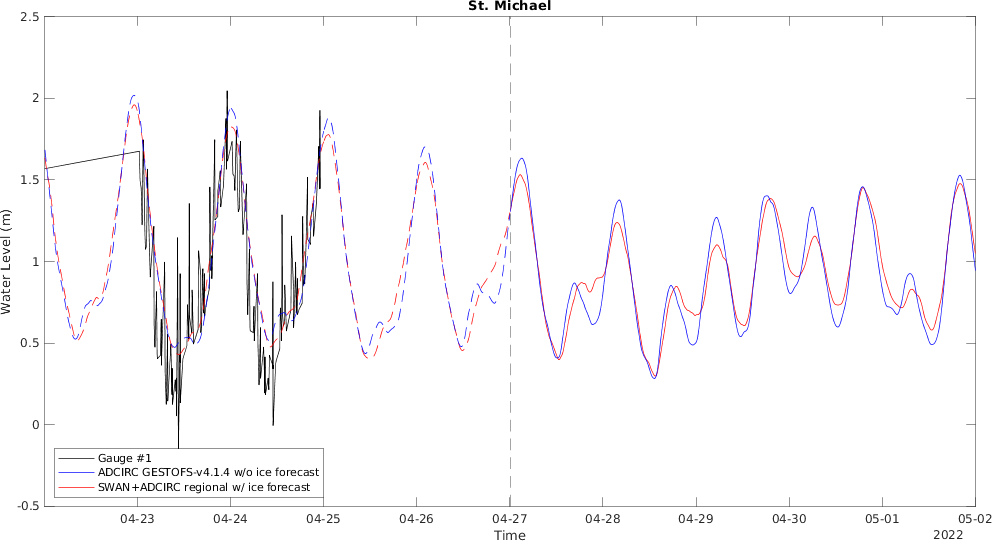 St. Michael
2.5
2
1.5
1
0.5
0
-0.5
Water Level (m)
Gauge #1
ADCIRC GESTOFS-v4.1.4 w/o ice forecast
SWAN+ADCIRC regional w/ ice forecast
04-23 04-24 04-25 04-26 04-27 04-28 04-29 04-30 05-01 05-02
Time
2022